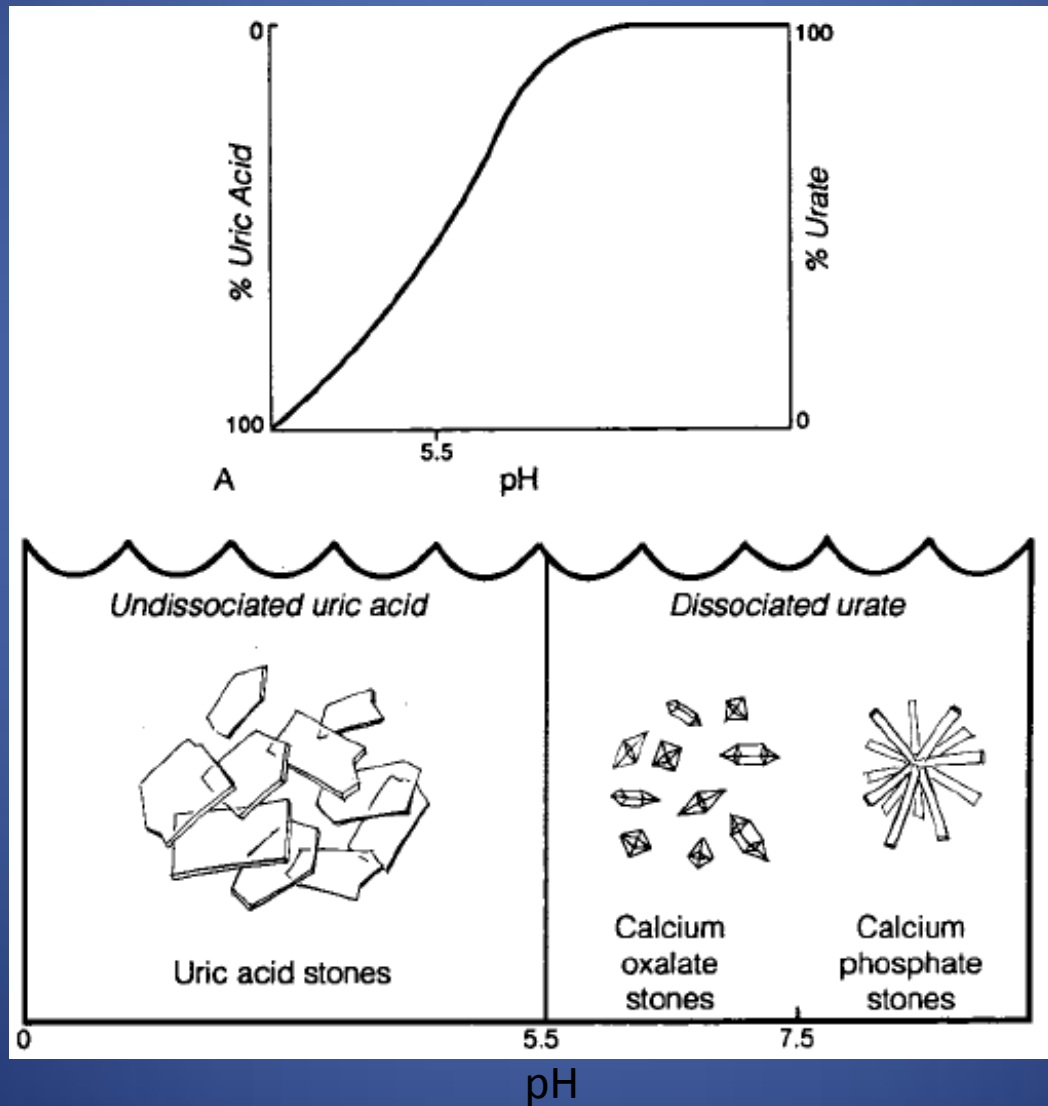 0
100
% Uric Acid
% Urate
100
0
5.5
A
pH
Undissociated uric acid
Dissociated urate
Uric acid stones
Calcium
oxalate
stones
Calcium
phosphate
stones
0
5.5
7.5
pH